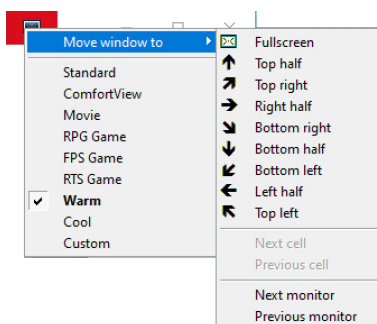 Move window to
Standard
ComfortView
Movie
RPG Game
FPS Game
RTS Game
Warm
Cool
Custom
Fullscreen
Top half
Top right
Right half
Bottom right
Bottom half
Bottom left
Left half
Top left
Next cell
Previous cell
Next monitor
Previous monitor